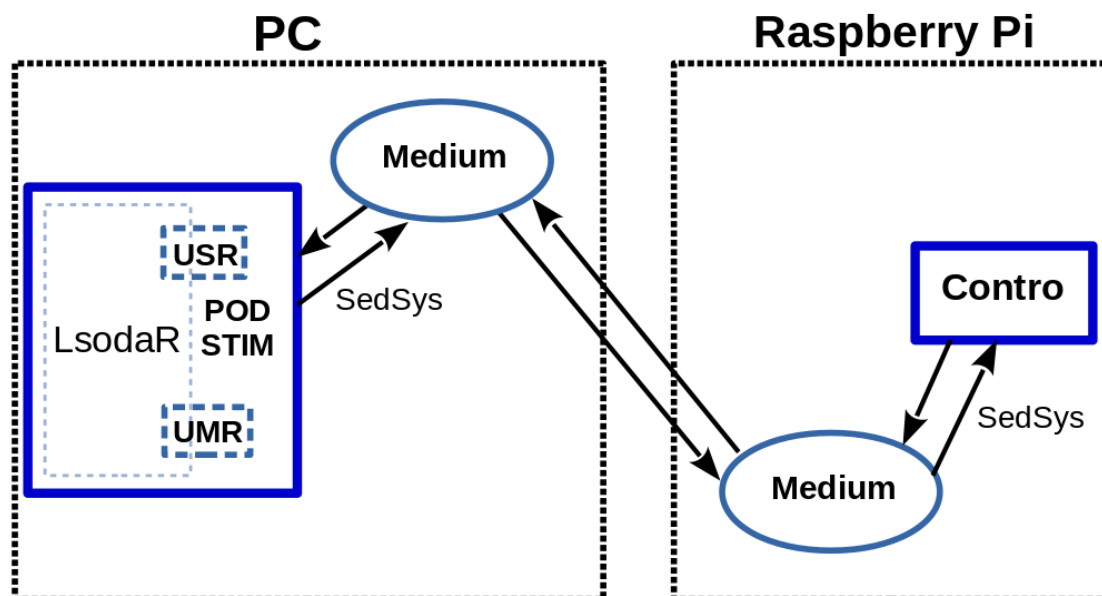 PC
Raspberry Pi
Medium
USR
POD
STIM
LsodaR
UMR
SedSys
Contro
SedSys
Medium